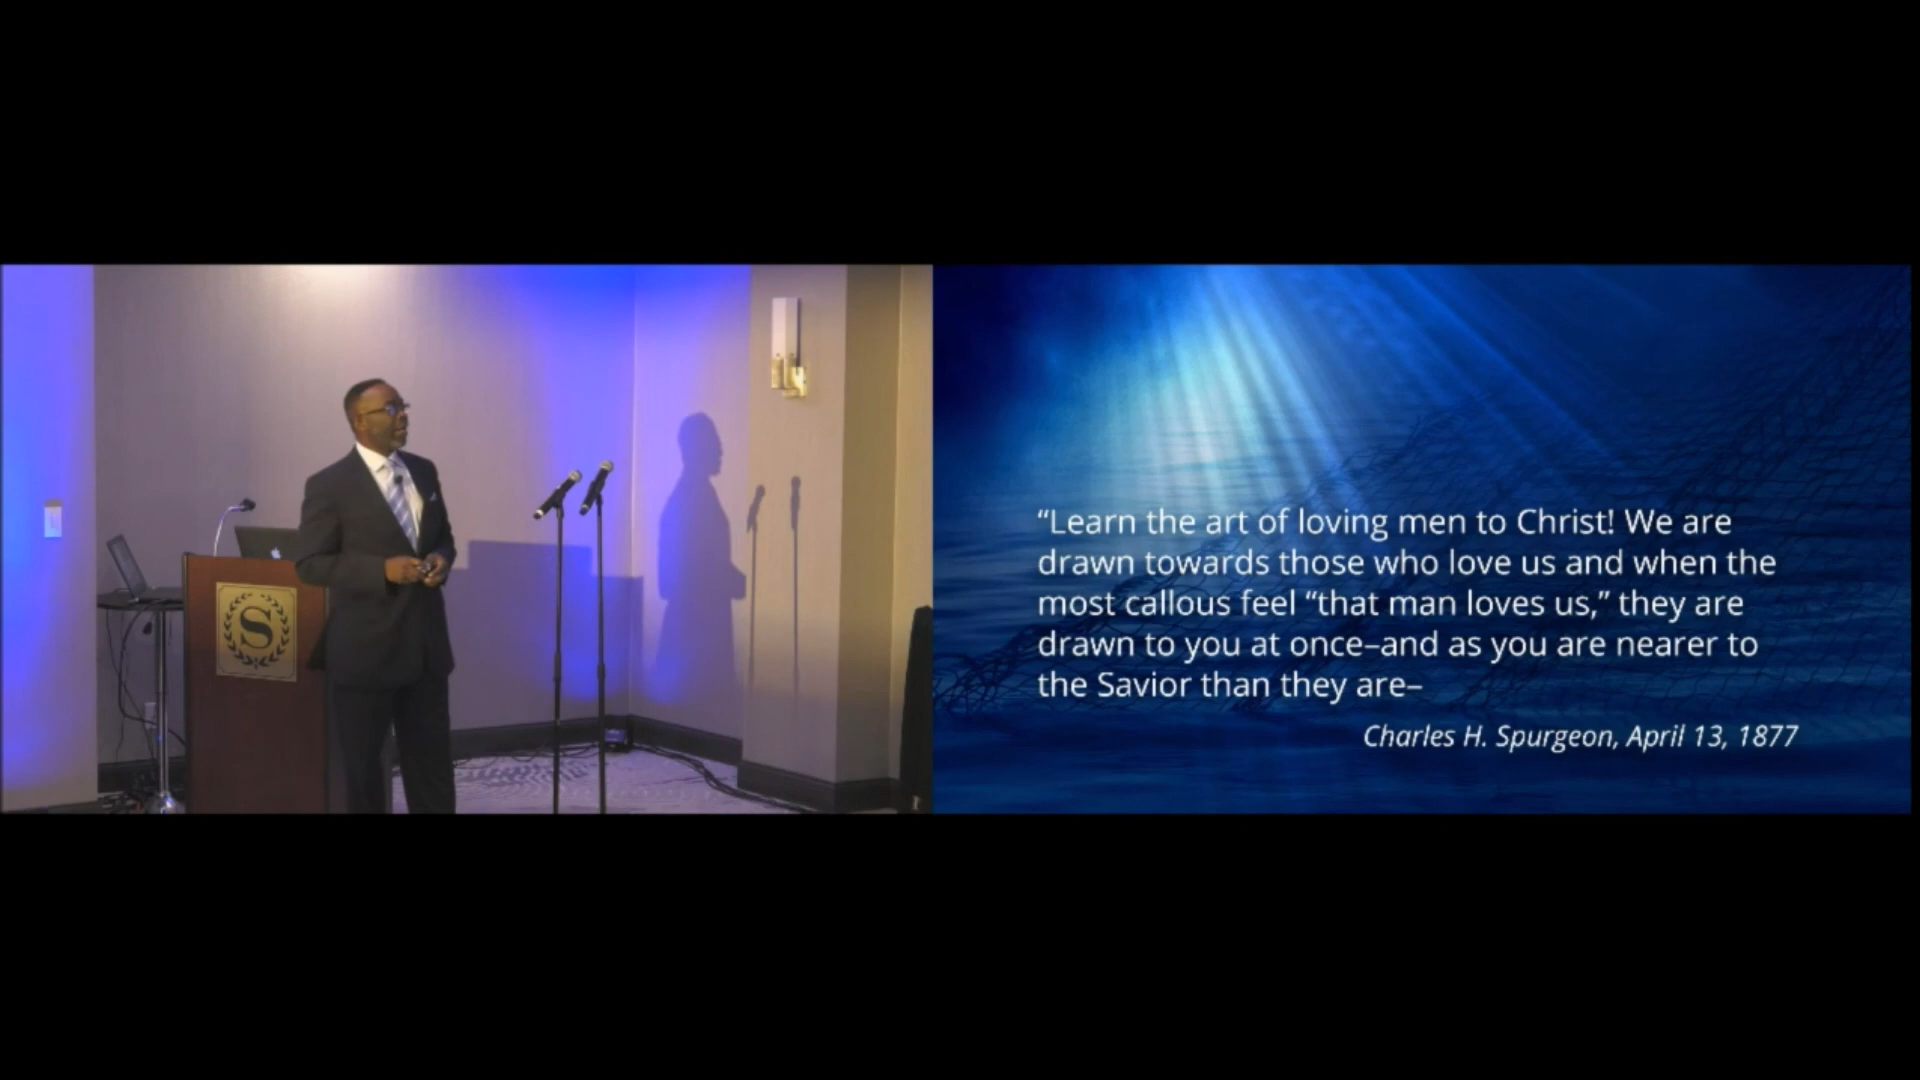 S
“Learn the art of loving men to Christ! We are
drawn towards those who love us and when the
most callous feel “that man loves us,” they are
drawn to you at once–and as you are nearer to
the Savior than they are–
Charles H. Spurgeon, April 13, 1877